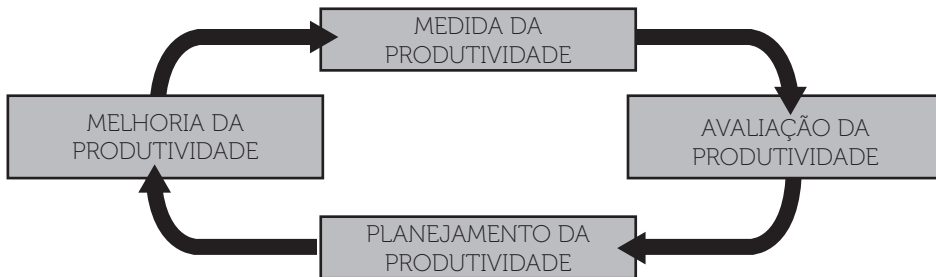 MEDIDA DA
PRODUTIVIDADE
AVALIAÇÃO DA
PRODUTIVIDADE
PLANEJAMENTO DA
PRODUTIVIDADE
MELHORIA DA
PRODUTIVIDADE